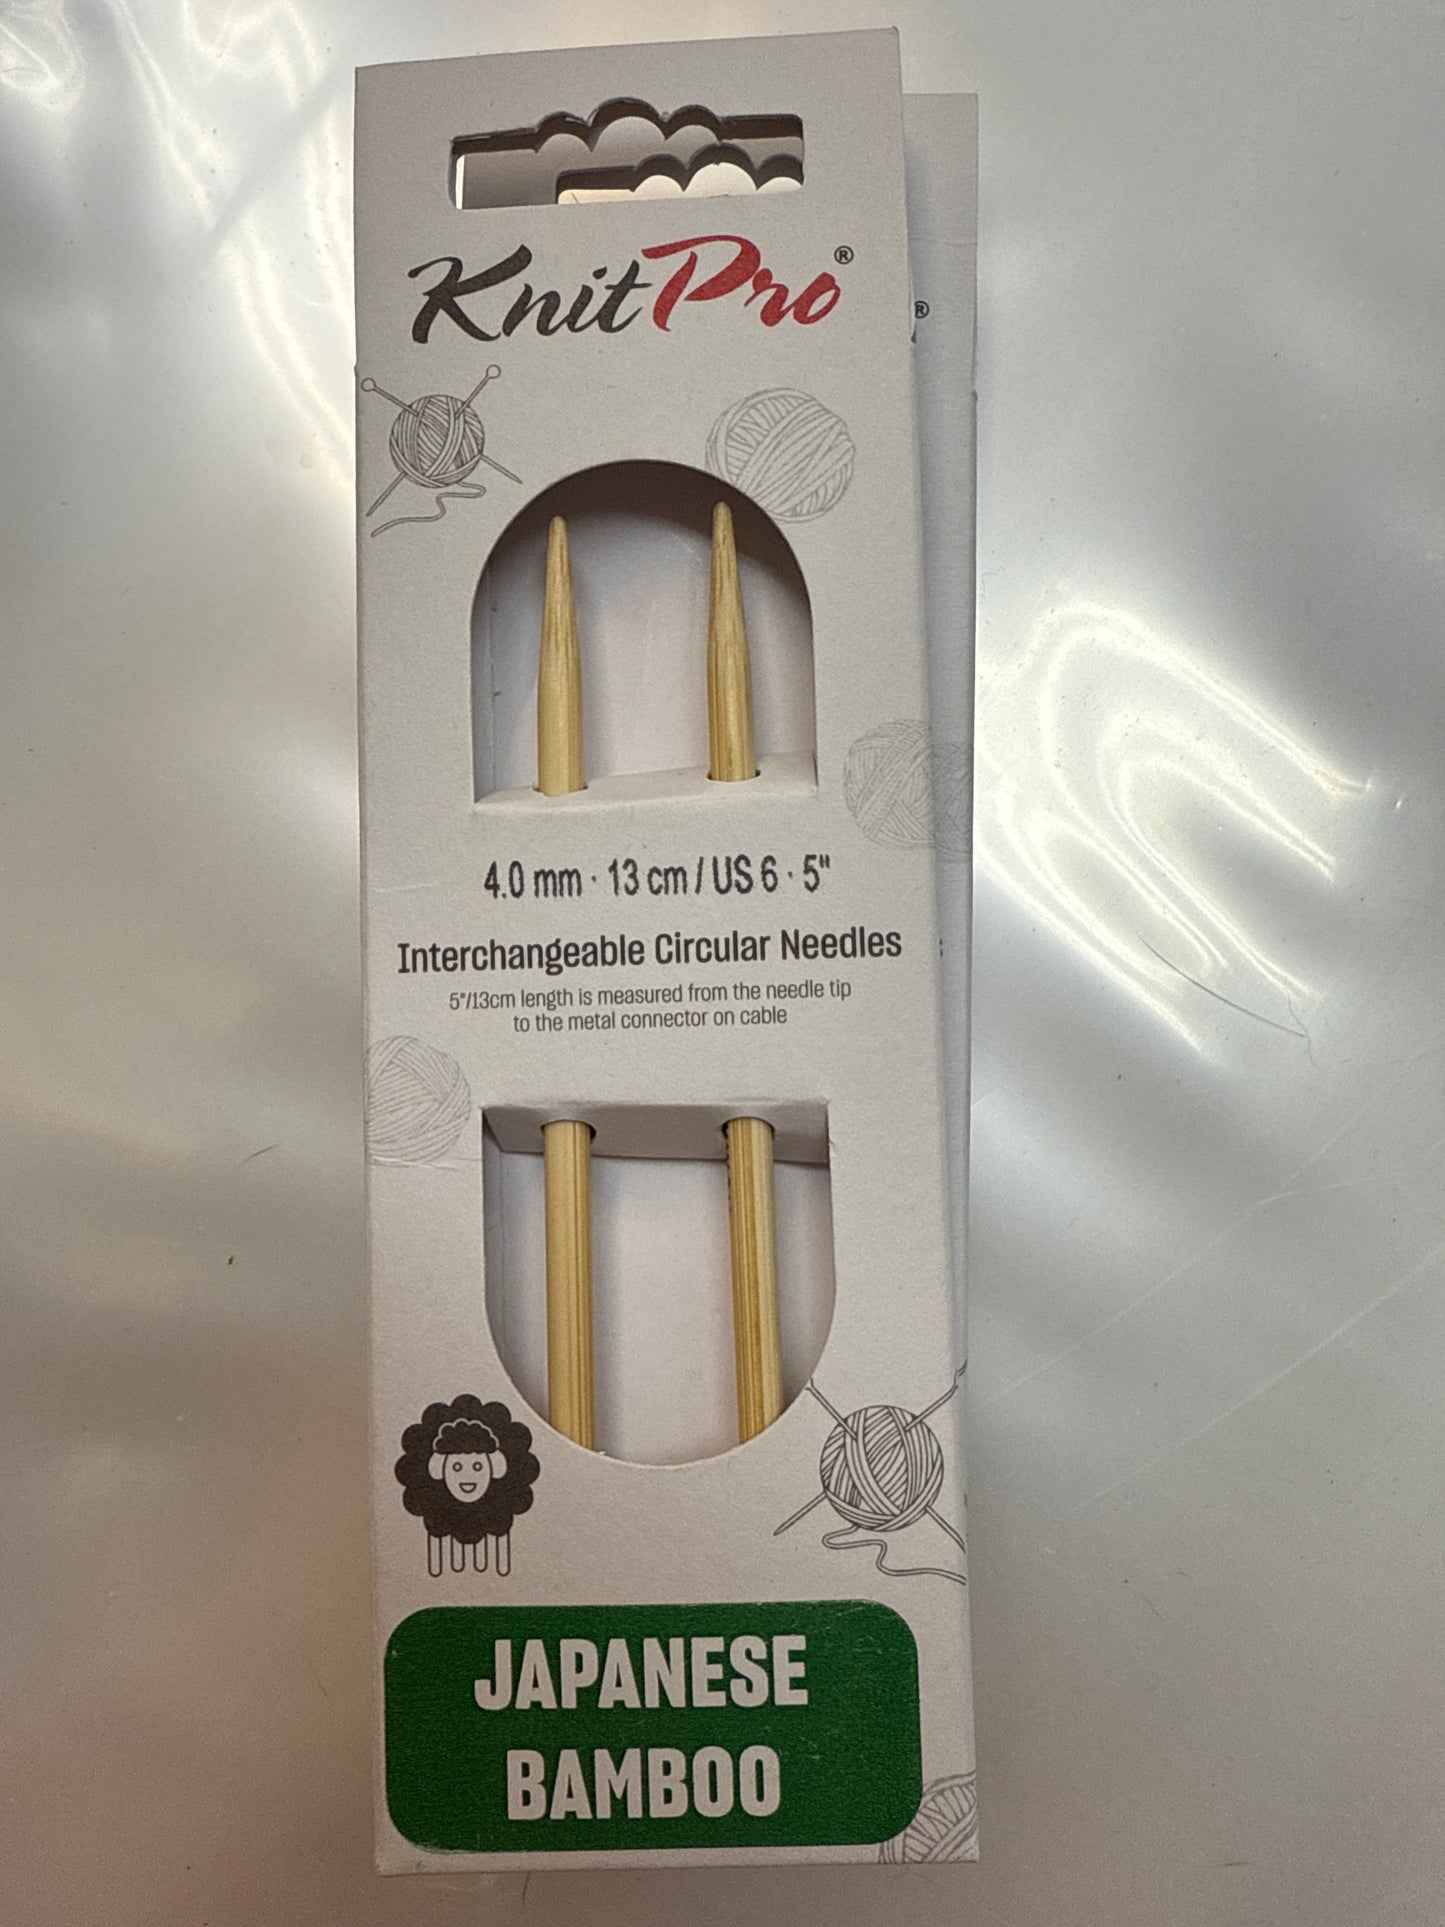 KnitPro®
®
4.0 mm · 13 cm / US 6 · 5"
Interchangeable Circular Needles
5"/13cm length is measured from the needle tip
to the metal connector on cable
JAPANESE
BAMBOO